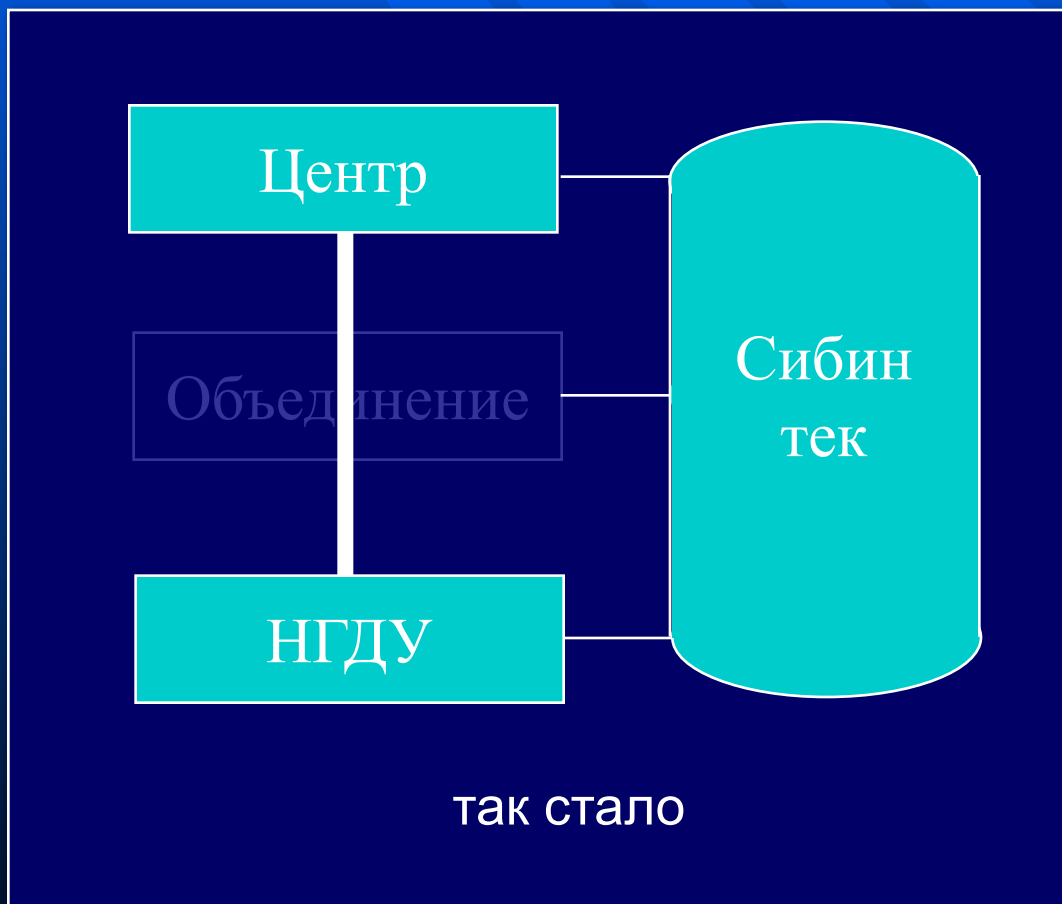 Центр
Объединение
НГДУ
Сибин
тек
так стало